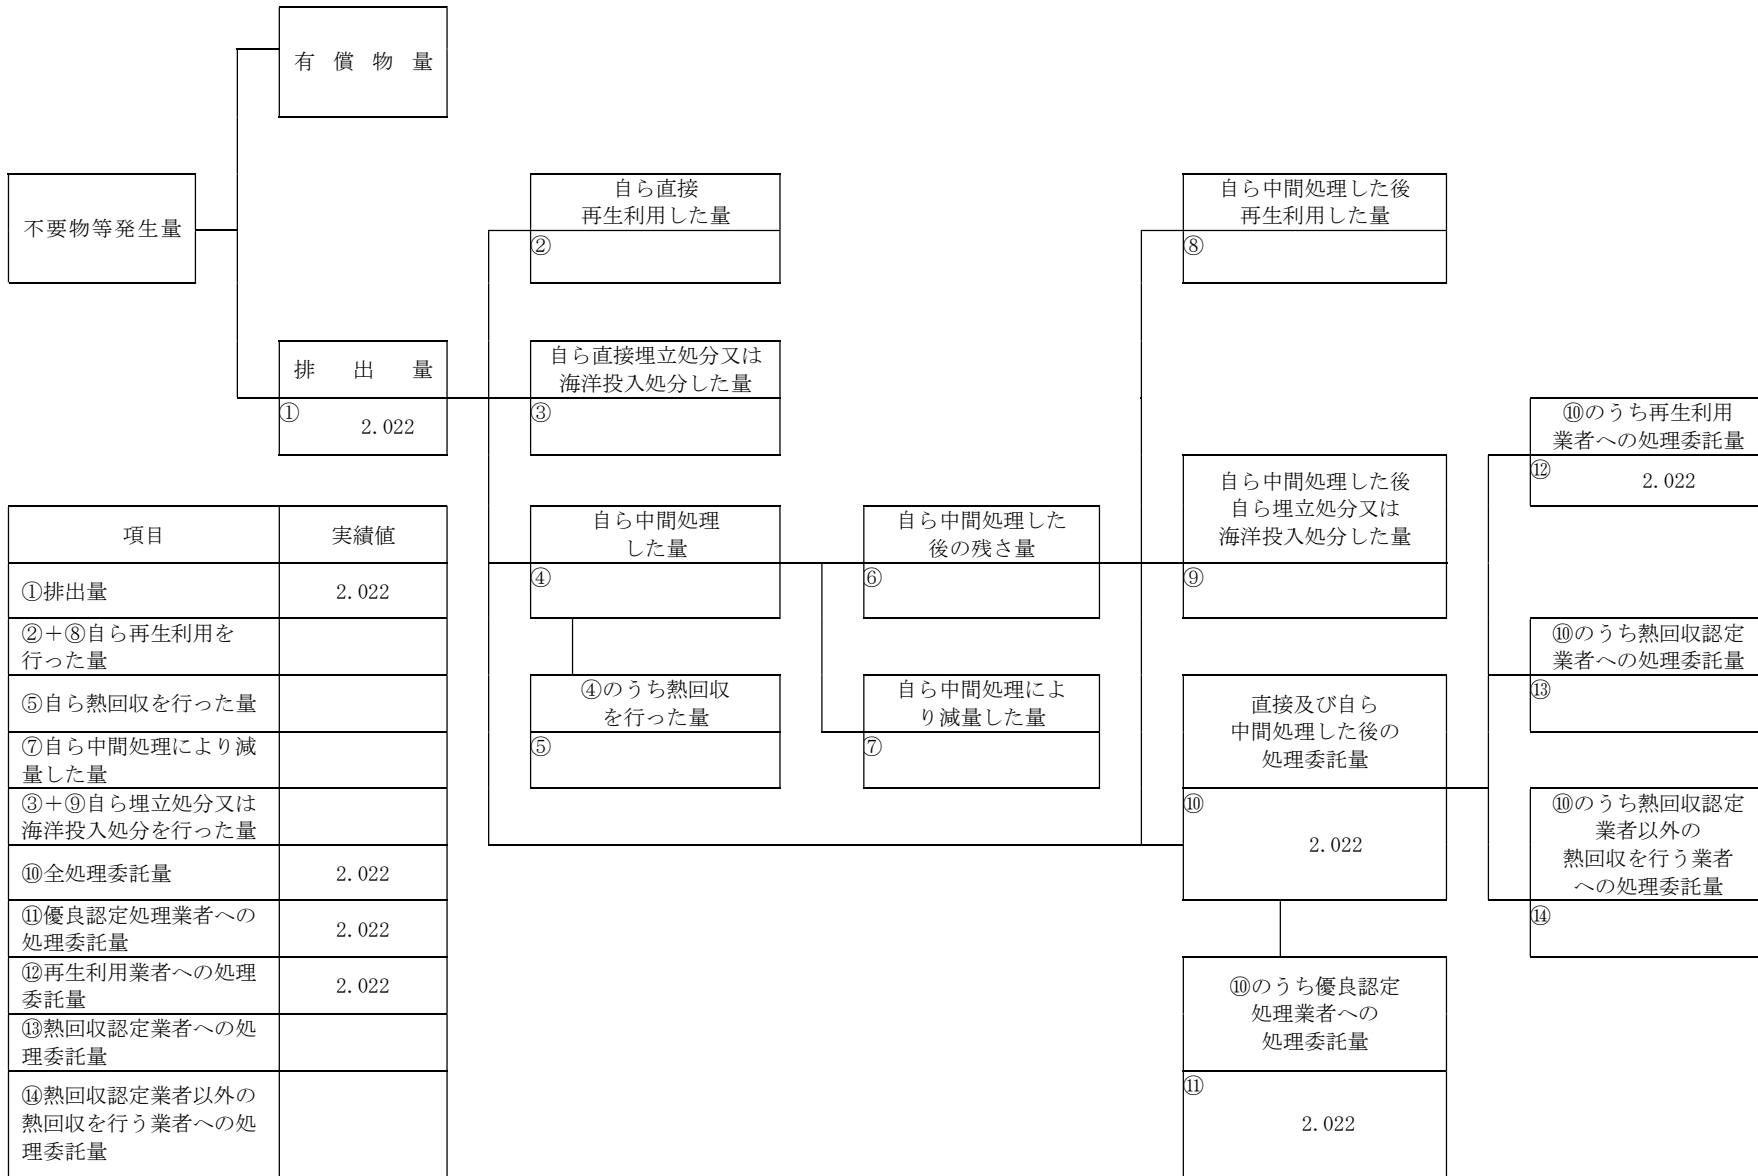 有償物量
不要物等発生量
排出量
①
2.022
自ら直接
再生利用した量
②
自ら直接埋立処分又は
海洋投入処分した量
③
自ら中間処理
した量
④
④のうち熱回収
を行った量
⑤
自ら中間処理した
後の残さ量
⑥
自ら中間処理によ
り減量した量
⑦
自ら中間処理した後
再生利用した量
⑧
自ら中間処理した後
自ら埋立処分又は
海洋投入処分した量
⑨
直接及び自ら
中間処理した後の
処理委託量
⑩
2.022
⑩のうち優良認定
処理業者への
処理委託量
⑪
2.022
⑩のうち再生利用
業者への処理委託量
⑫
2.022
⑩のうち熱回収認定
業者への処理委託量
⑬
⑩のうち熱回収認定
業者以外の
熱回収を行う業者
への処理委託量
⑭
項目 実績値
①排出量 2.022
②+⑧自ら再生利用を
行った量
⑤自ら熱回収を行った量
⑦自ら中間処理により減
量した量
③+⑨自ら埋立処分又は
海洋投入処分を行った量
⑩全処理委託量 2.022
⑪優良認定処理業者への
処理委託量 2.022
⑫再生利用業者への処理
委託量 2.022
⑬熱回収認定業者への処
理委託量
⑭熱回収認定業者以外の
熱回収を行う業者への処
理委託量